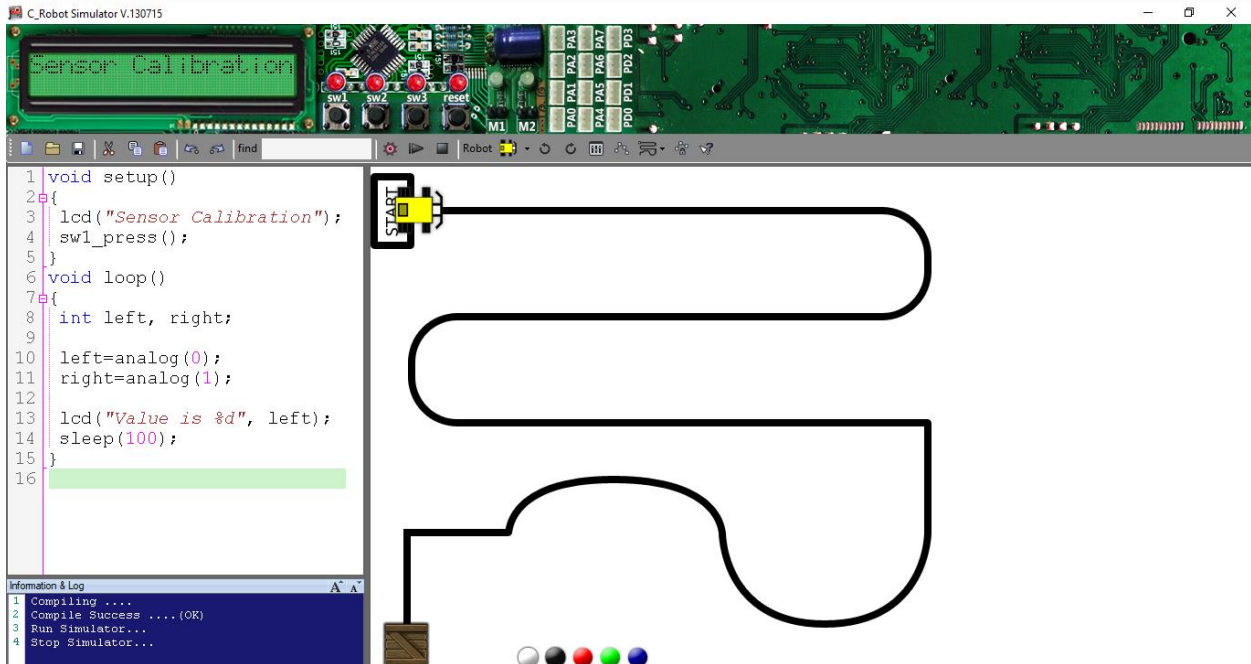 C_Robot Simulator V.130715
Sensor Calibration
sw1 sw2 sw3 reset
M1 M2
PA0 PA1 PA2 PA3
PA4 PA5 PA6 PA7
PD0 PD1 PD2 PD3
find
Robot
1 void setup()
2 {
3 lcd("Sensor Calibration");
4 sw1_press();
5 }
6 void loop()
7 {
8 int left, right;
9
10 left=analog(0);
11 right=analog(1);
12
13 lcd("Value is %d", left);
14 sleep(100);
15 }
16
START
Information & Log
A A
1 Compiling ....
2 Compile Success ....(OK)
3 Run Simulator...
4 Stop Simulator...